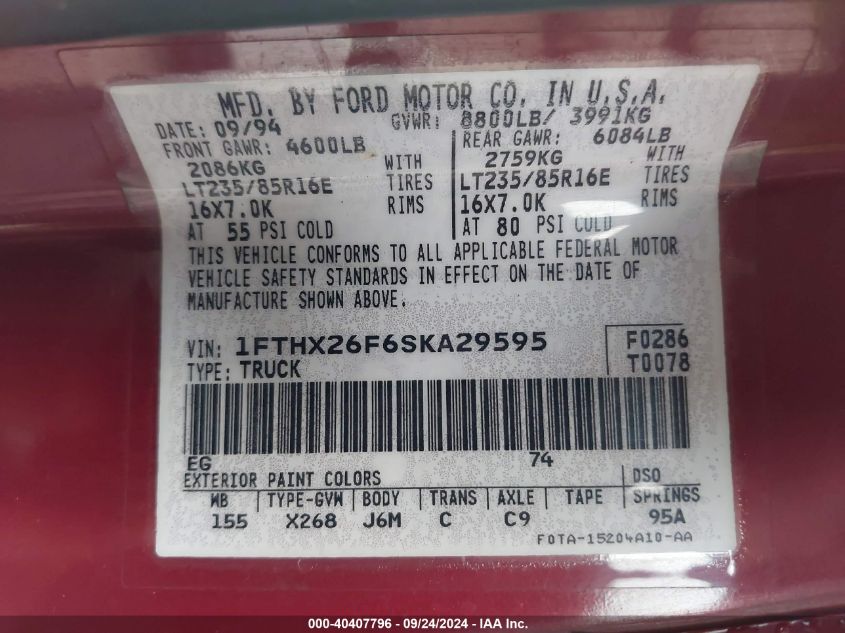 MFD. BY FORD MOTOR CO. IN U.S.A.
DATE: 09/94 GVWR: 8800LB/ 3991KG
FRONT GAWR: 4600LB REAR GAWR: 6084LB
2086KG WITH 2759KG WITH
LT235/85R16E TIRES LT235/85R16E TIRES
16X7.0K RIMS 16X7.0K RIMS
AT 55 PSI COLD AT 80 PSI COLD
THIS VEHICLE CONFORMS TO ALL APPLICABLE FEDERAL MOTOR
VEHICLE SAFETY STANDARDS IN EFFECT ON THE DATE OF
MANUFACTURE SHOWN ABOVE.
VIN: 1FTHX26F6SKA29595 F0286
TYPE: TRUCK T0078
EG 74
EXTERIOR PAINT COLORS DSO
WB TYPE-GVW BODY TRANS AXLE TAPE SPRINGS
155 X268 J6M C C9 95A
F0TA-15204A10-AA
000-40407796 - 09/24/2024 - IAA Inc.